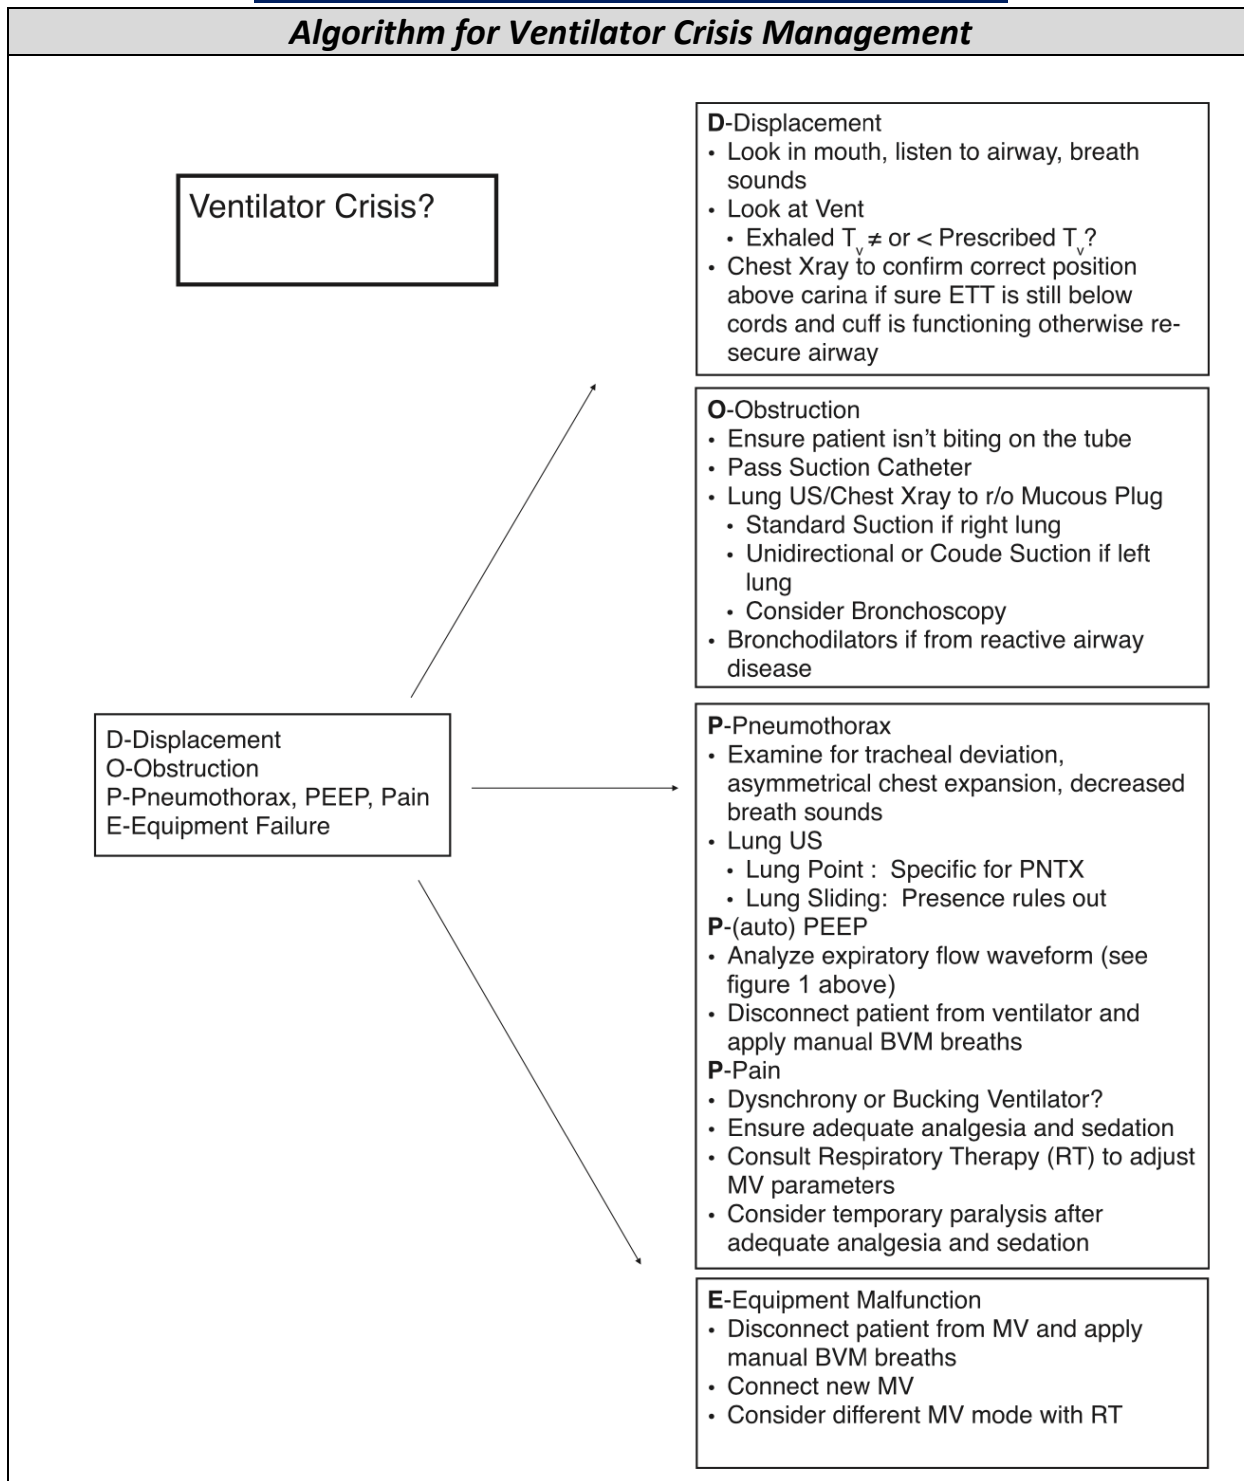 Algorithm for Ventilator Crisis Management
Ventilator Crisis?
D-Displacement
O-Obstruction
P-Pneumothorax, PEEP, Pain
E-Equipment Failure
D-Displacement
• Look in mouth, listen to airway, breath
sounds
• Look at Vent
• Exhaled Tv ≠ or < Prescribed Tv?
• Chest Xray to confirm correct position
above carina if sure ETT is still below
cords and cuff is functioning otherwise re-
secure airway
O-Obstruction
• Ensure patient isn't biting on the tube
• Pass Suction Catheter
• Lung US/Chest Xray to r/o Mucous Plug
• Standard Suction if right lung
• Unidirectional or Coude Suction if left
lung
• Consider Bronchoscopy
• Bronchodilators if from reactive airway
disease
P-Pneumothorax
• Examine for tracheal deviation,
asymmetrical chest expansion, decreased
breath sounds
• Lung US
• Lung Point : Specific for PNTX
• Lung Sliding: Presence rules out
P-(auto) PEEP
• Analyze expiratory flow waveform (see
figure 1 above)
• Disconnect patient from ventilator and
apply manual BVM breaths
P-Pain
• Dysnchrony or Bucking Ventilator?
• Ensure adequate analgesia and sedation
• Consult Respiratory Therapy (RT) to adjust
MV parameters
• Consider temporary paralysis after
adequate analgesia and sedation
E-Equipment Malfunction
• Disconnect patient from MV and apply
manual BVM breaths
• Connect new MV
• Consider different MV mode with RT